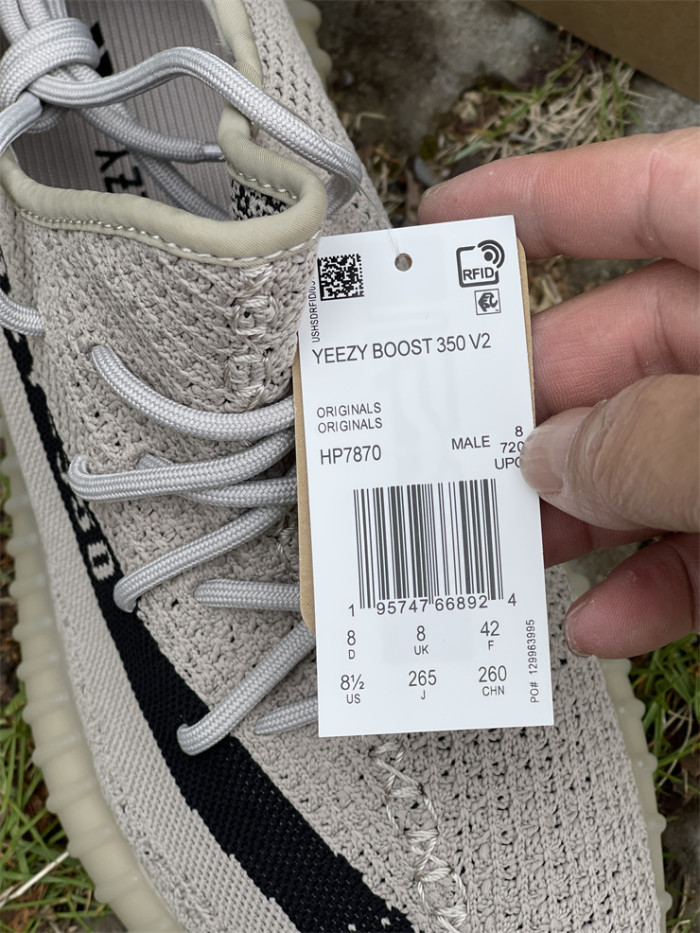 RFID
YEEZY BOOST 350 V2
ORIGINALS
ORIGINALS
HP7870
MALE
8
720
UPC
1 95747 66892 4
8 8 42
D UK F
8½ 265 260
US J CHN
PO# 129963995